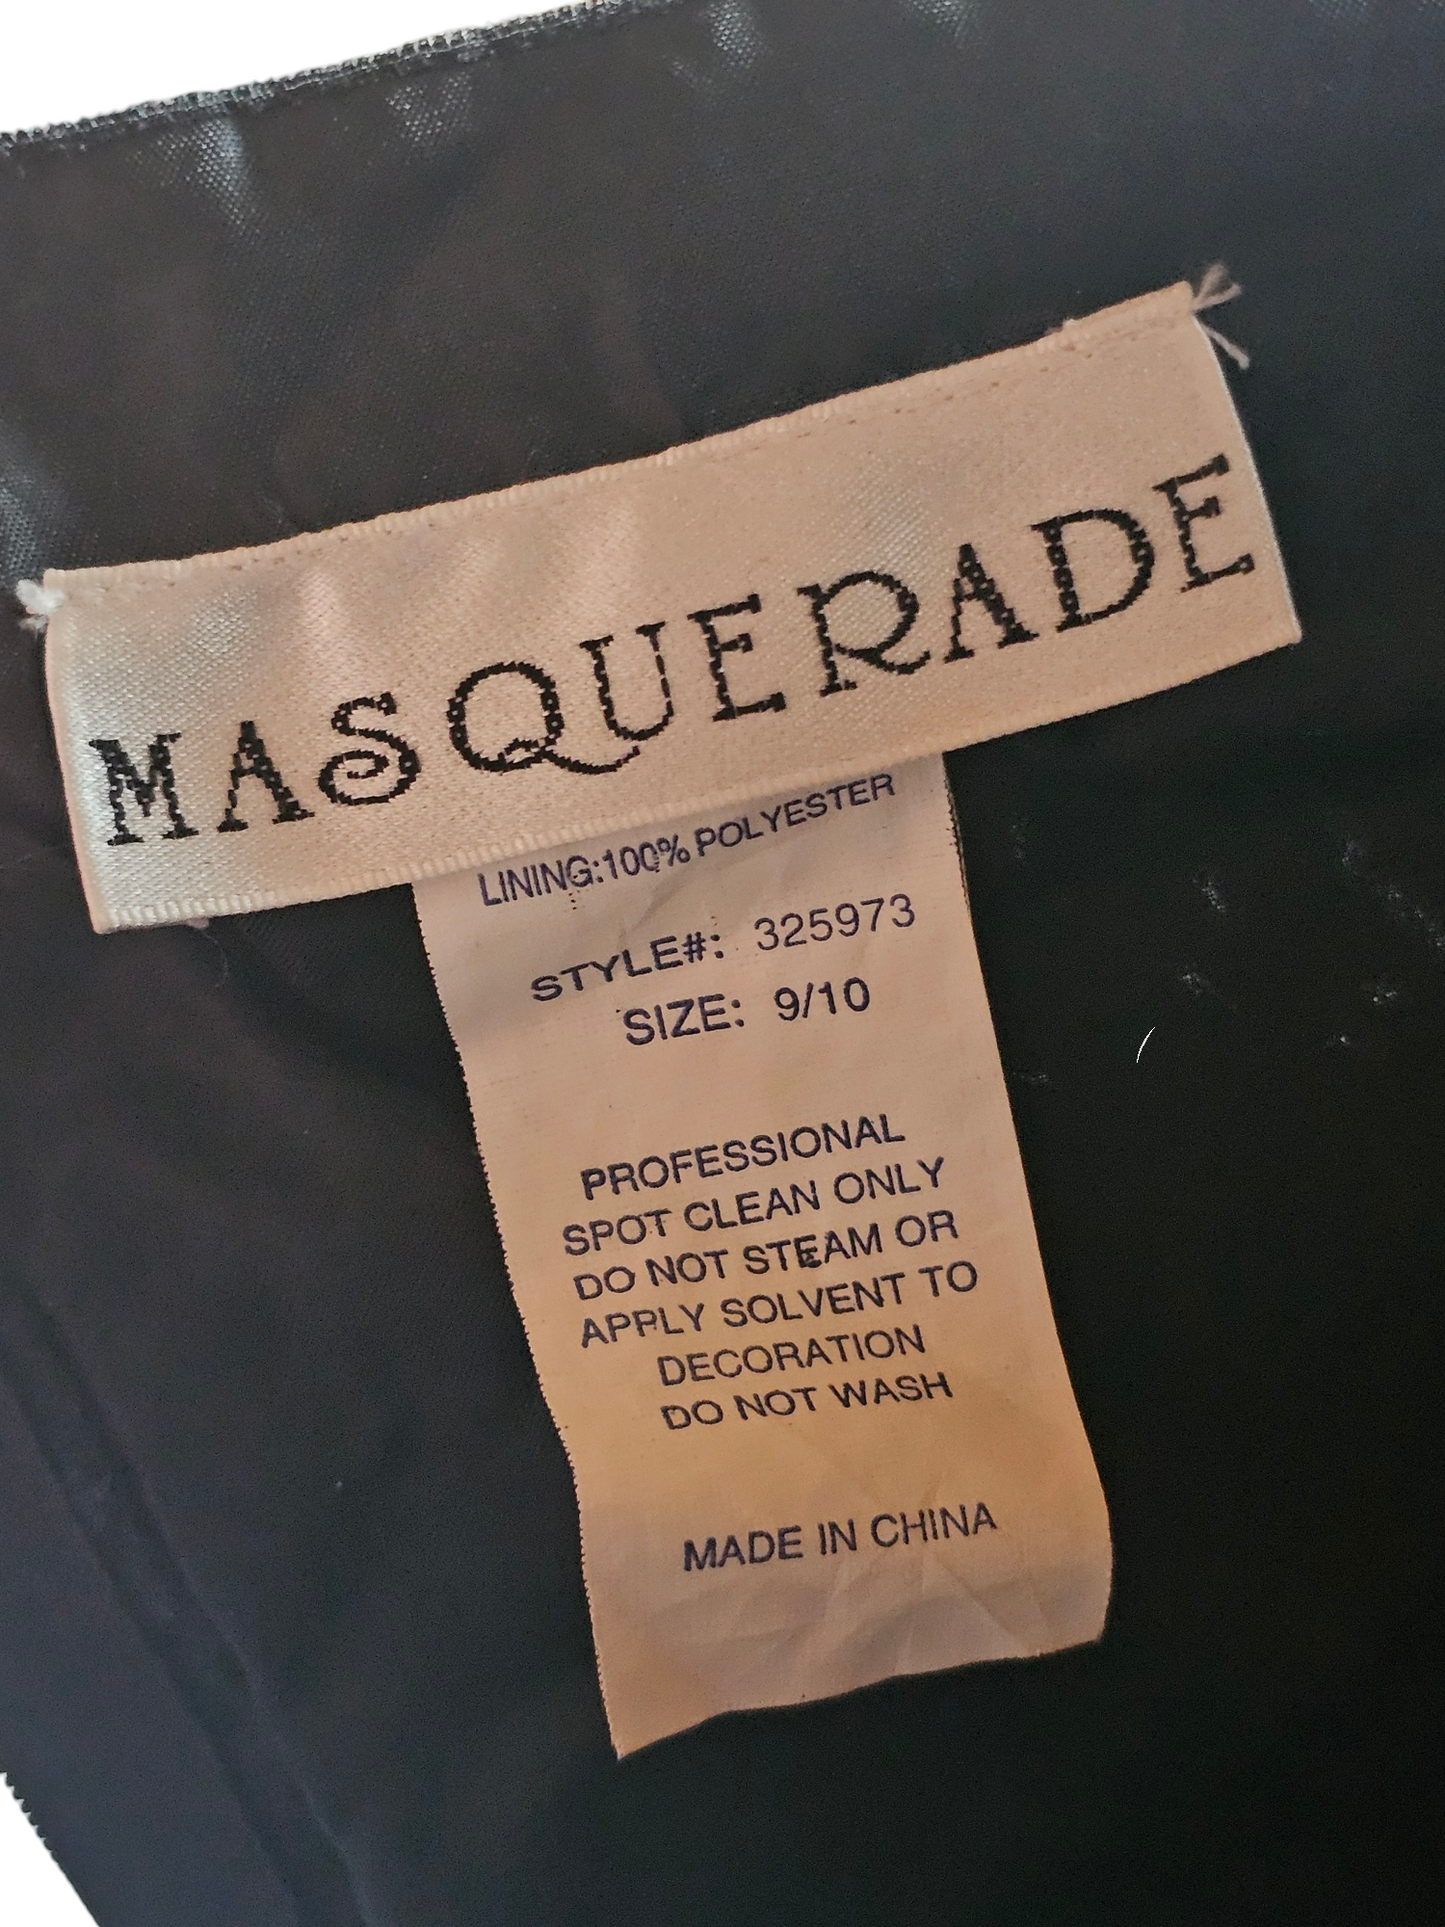 MASQUERADE
LINING:100% POLYESTER
STYLE#: 325973
SIZE: 9/10
PROFESSIONAL
SPOT CLEAN ONLY
DO NOT STEAM OR
APPLY SOLVENT TO
DECORATION
DO NOT WASH
MADE IN CHINA